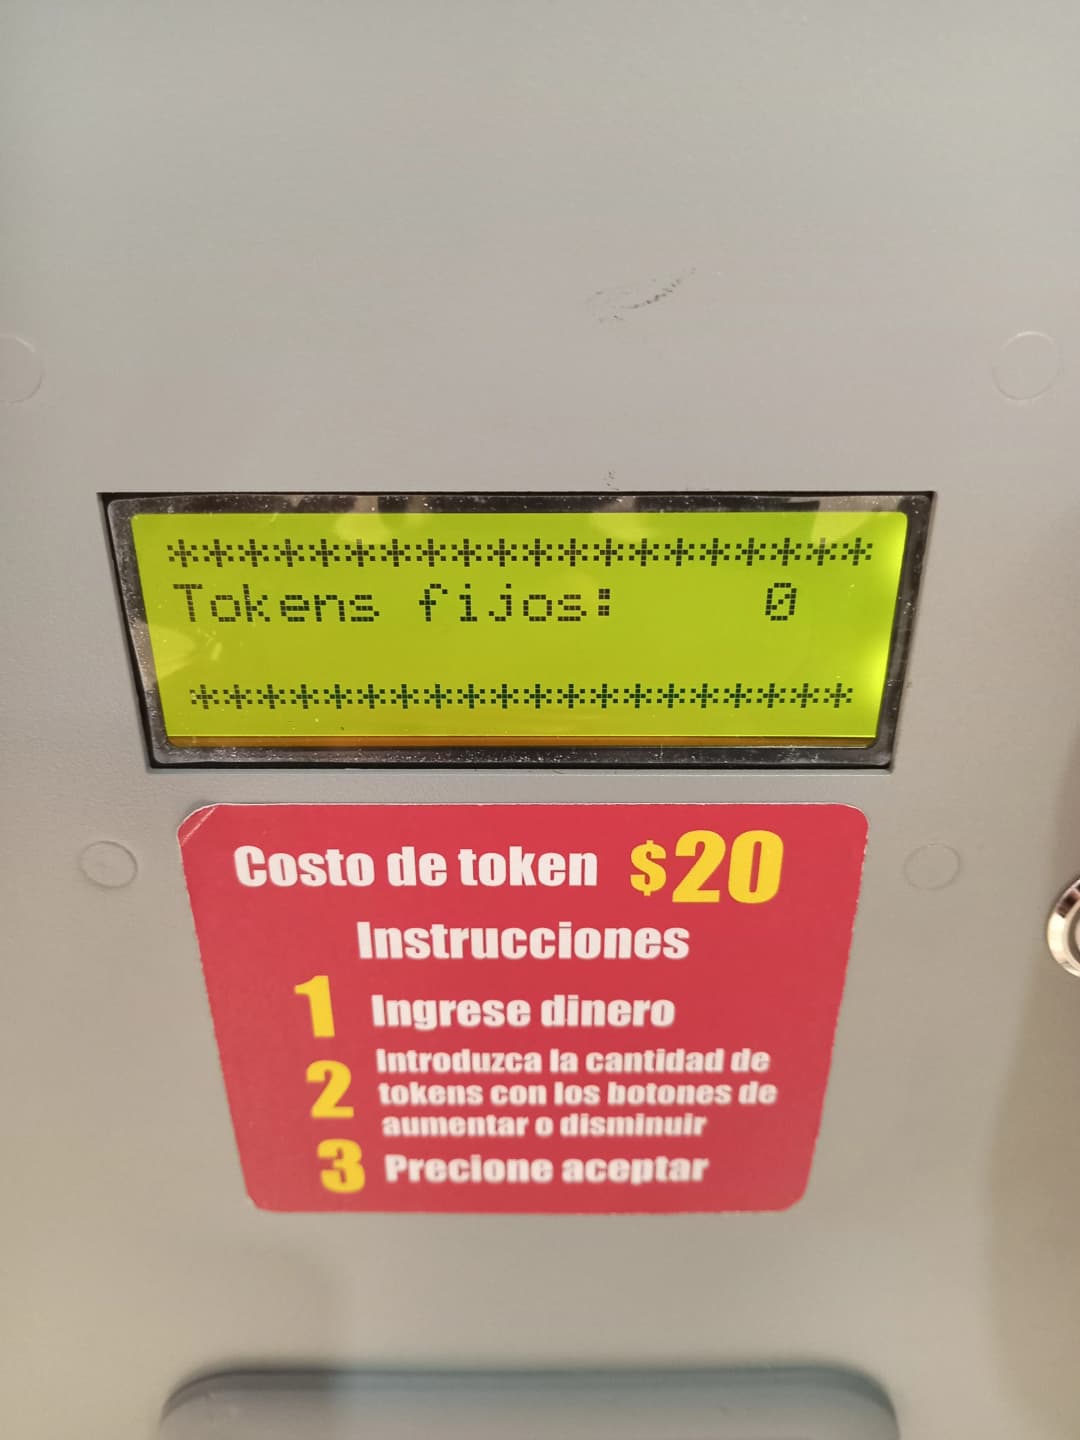 ********************
Tokens fijos: 0
********************
Costo de token $20
Instrucciones
1 Ingrese dinero
2 Introduzca la cantidad de
tokens con los botones de
aumentar o disminuir
3 Precione aceptar